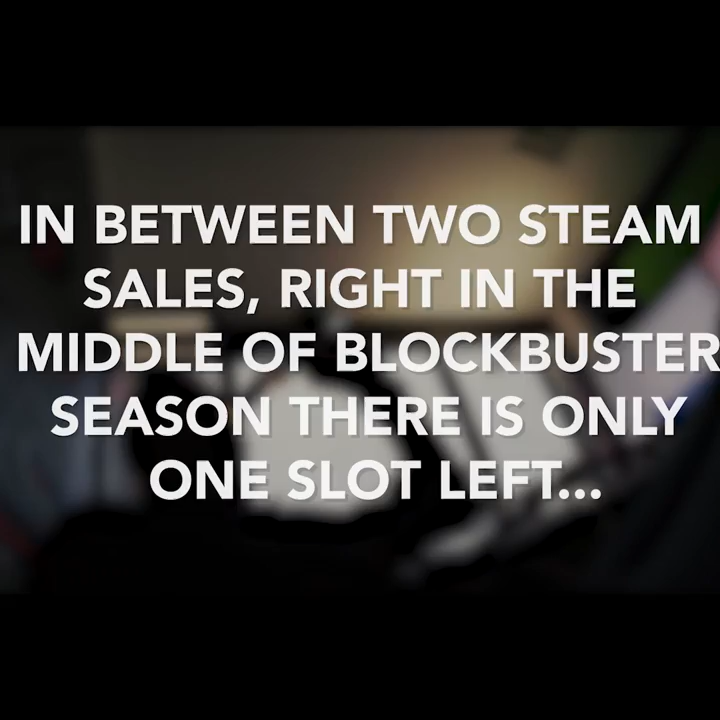 IN BETWEEN TWO STEAM
SALES, RIGHT IN THE
MIDDLE OF BLOCKBUSTER
SEASON THERE IS ONLY
ONE SLOT LEFT...